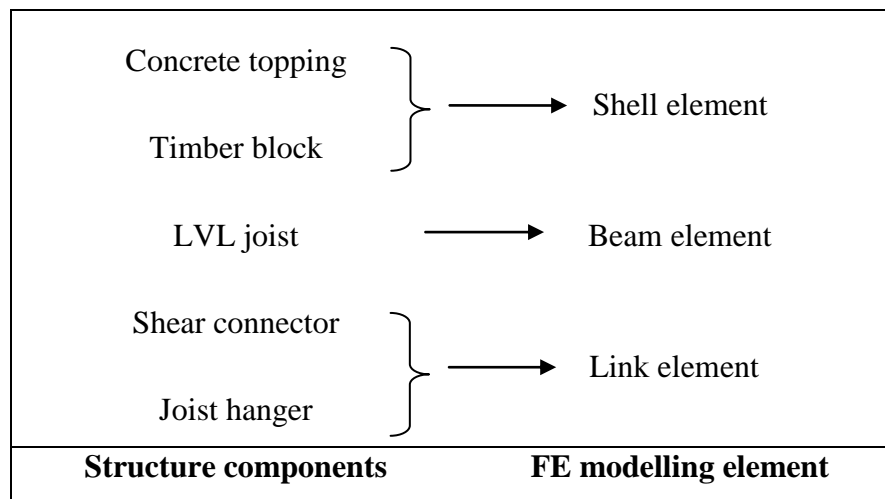 Concrete topping
Shell element
Timber block
LVL joist Beam element
Shear connector
Link element
Joist hanger
Structure components FE modelling element